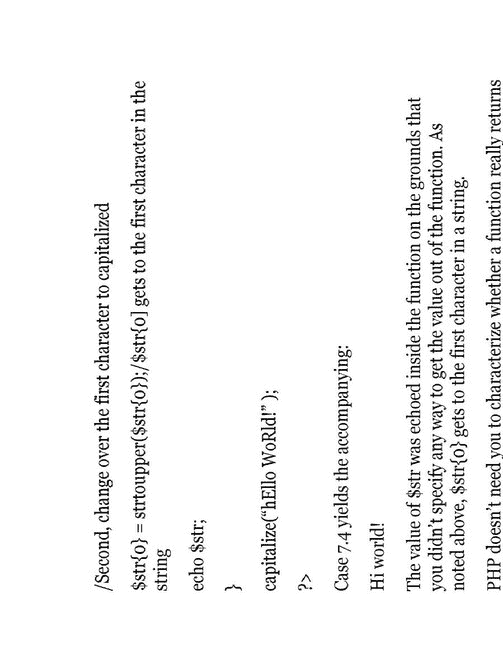 /Second, change over the first character to capitalized
$str{0} = strtoupper($str{0});/$str{0] gets to the first character in the
string
echo $str;
}
capitalize(“hEllo WoRld!” );
?>
Case 7.4 yields the accompanying:
Hi world!
The value of $str was echoed inside the function on the grounds that
you didn’t specify any way to get the value out of the function. As
noted above, $str{0} gets to the first character in a string.
PHP doesn’t need you to characterize whether a function really returns